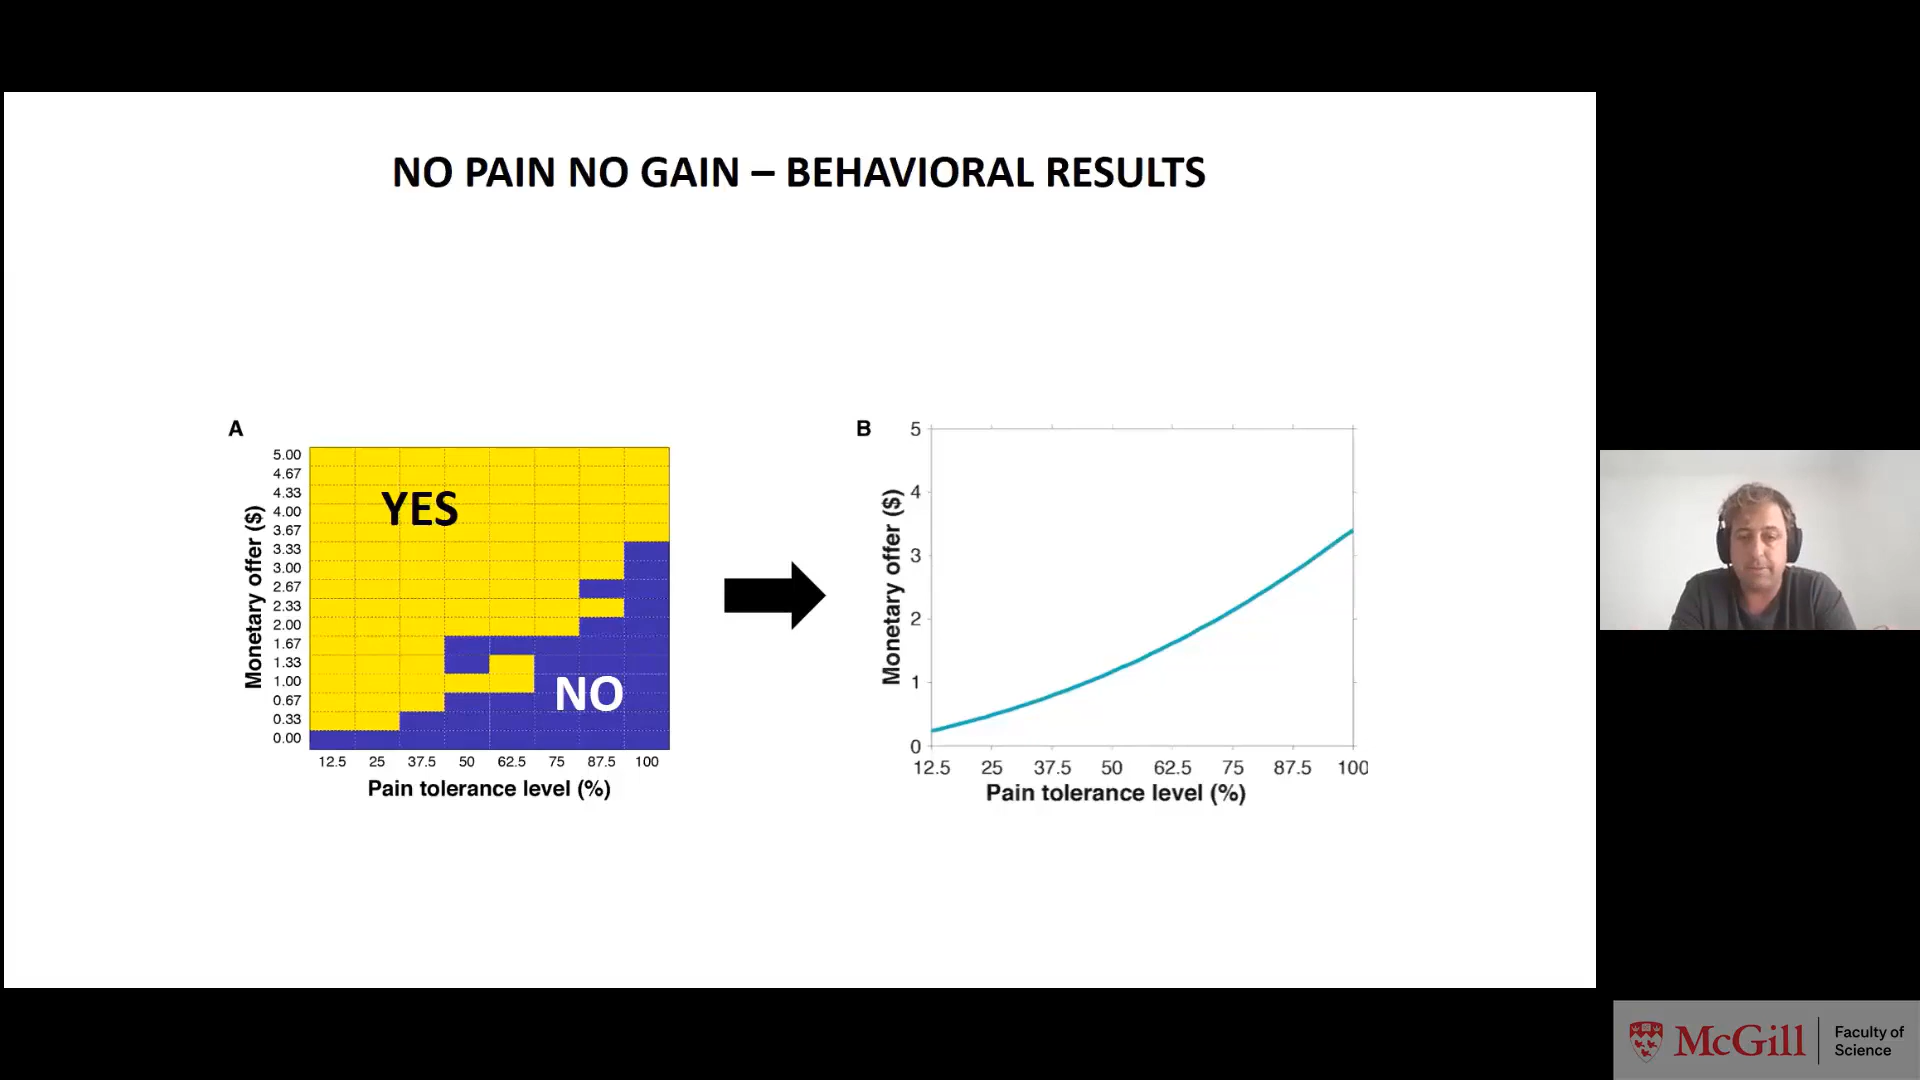 NO PAIN NO GAIN – BEHAVIORAL RESULTS
A
Monetary offer ($)
5.00
4.67
4.33
4.00
3.67
3.33
3.00
2.67
2.33
2.00
1.67
1.33
1.00
0.67
0.33
0.00
YES
NO
12.5 25 37.5 50 62.5 75 87.5 100
Pain tolerance level (%)
B
Monetary offer ($)
5
4
3
2
1
0
12.5 25 37.5 50 62.5 75 87.5 100
Pain tolerance level (%)
McGill
Faculty of
Science